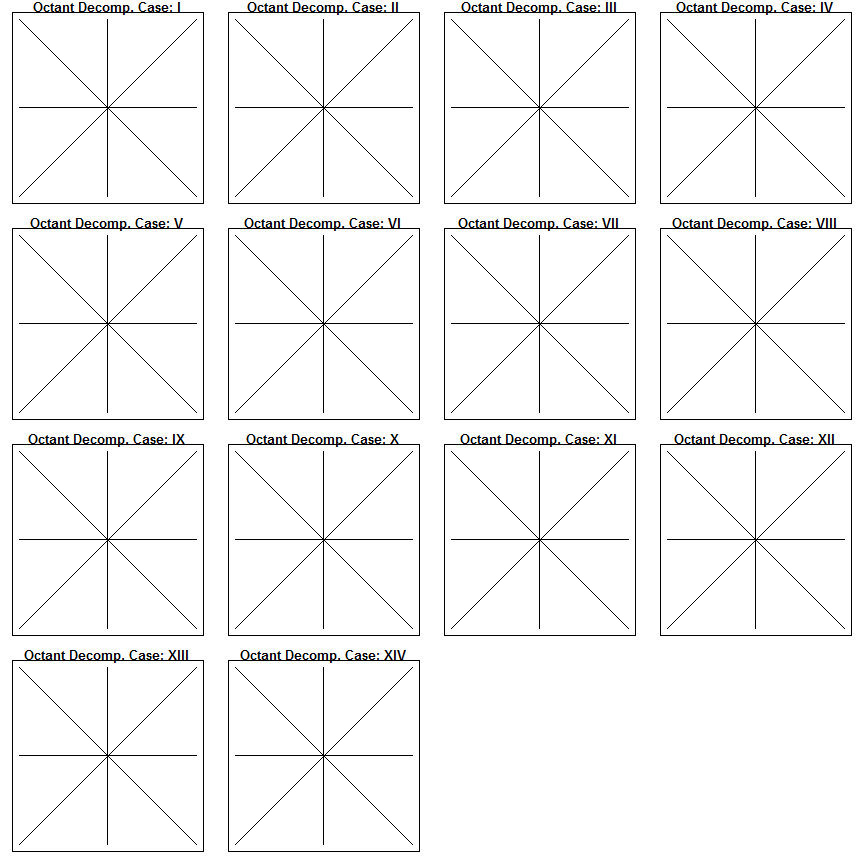 Octant Decomp. Case: I
Octant Decomp. Case: II
Octant Decomp. Case: III
Octant Decomp. Case: IV
Octant Decomp. Case: V
Octant Decomp. Case: VI
Octant Decomp. Case: VII
Octant Decomp. Case: VIII
Octant Decomp. Case: IX
Octant Decomp. Case: X
Octant Decomp. Case: XI
Octant Decomp. Case: XII
Octant Decomp. Case: XIII
Octant Decomp. Case: XIV